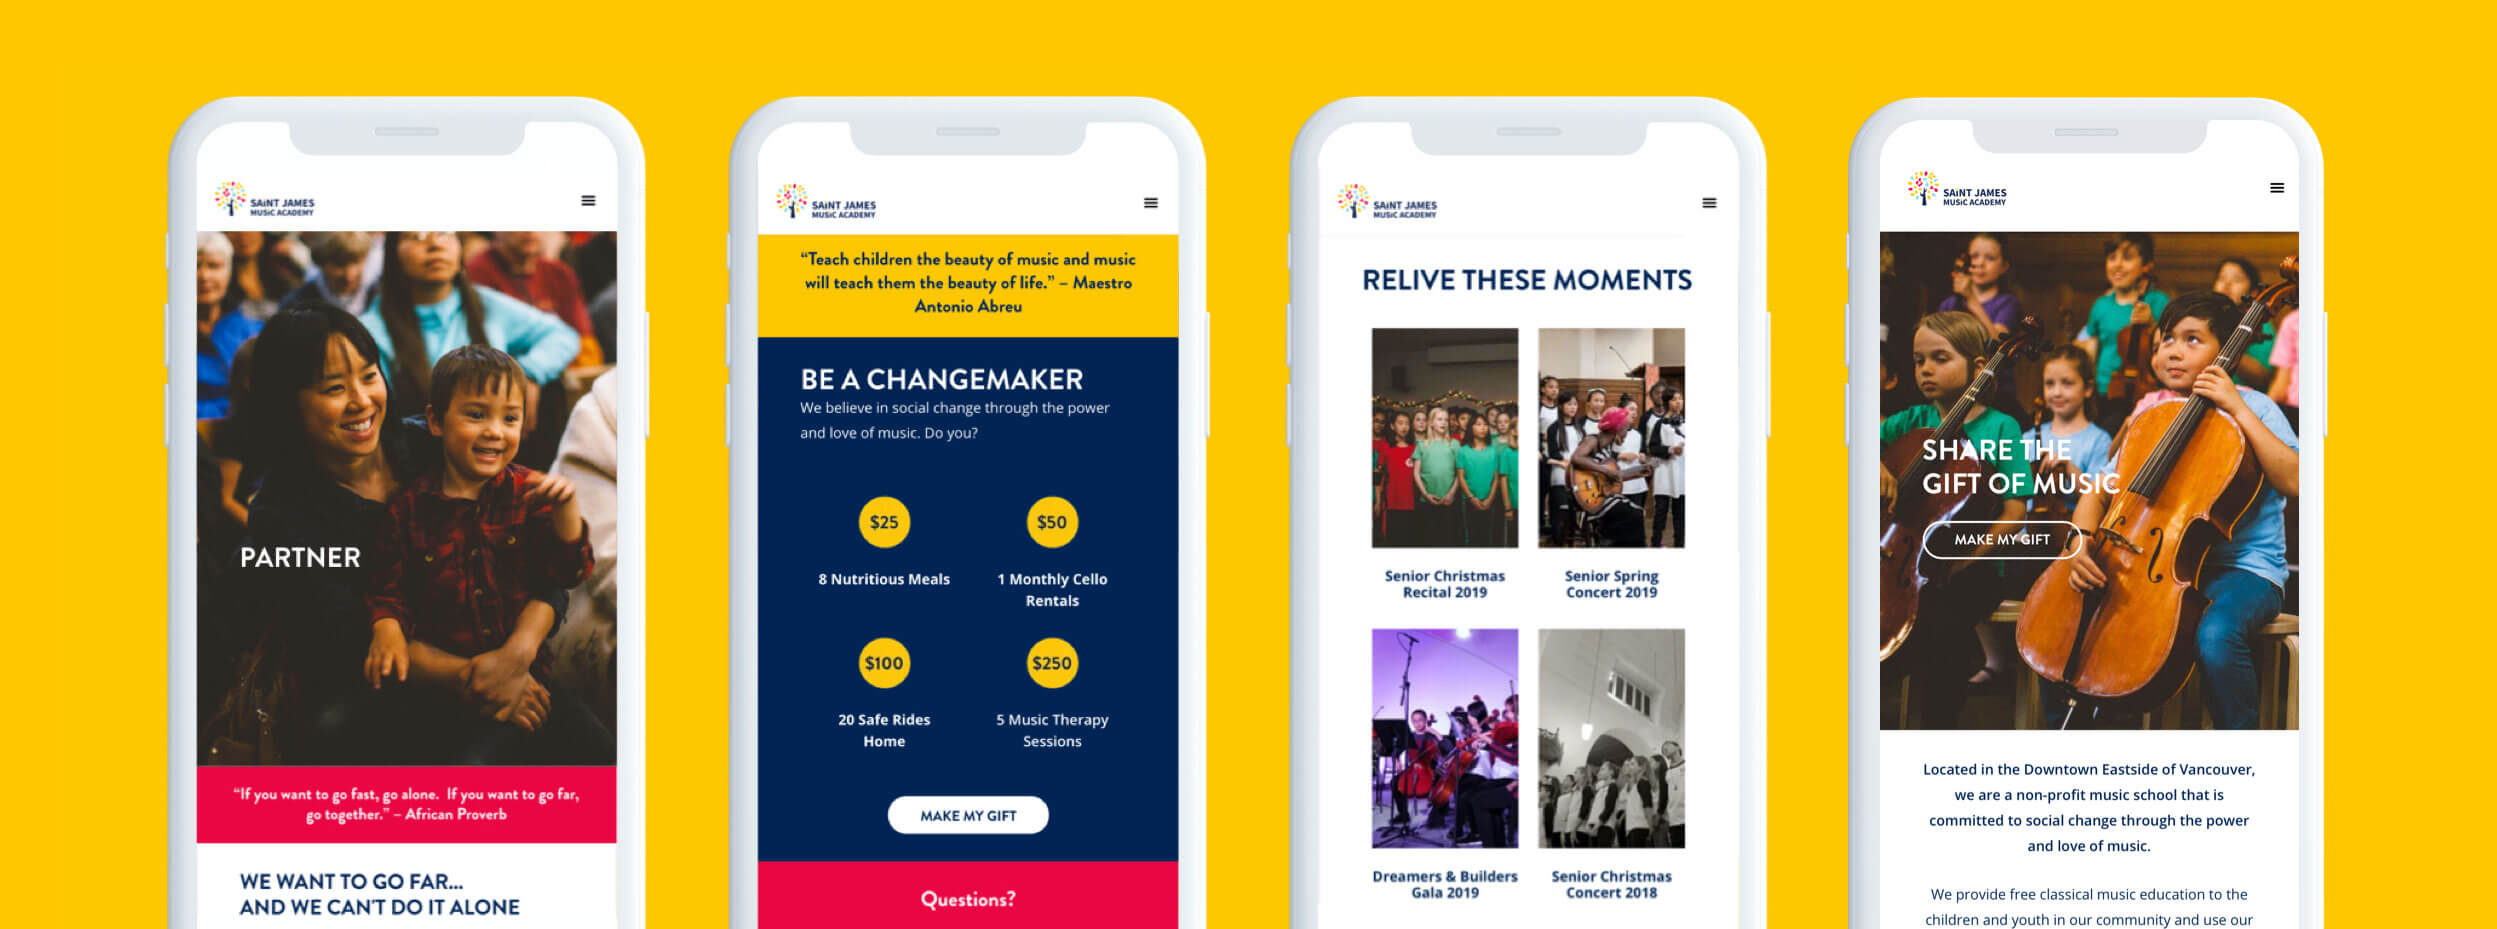 SAiNT JAMES
MUSiC ACADEMY
PARTNER
“If you want to go fast, go alone.  If you want to go far,
go together.” – African Proverb
WE WANT TO GO FAR...
AND WE CAN'T DO IT ALONE
SAiNT JAMES
MUSiC ACADEMY
“Teach children the beauty of music and music
will teach them the beauty of life.” – Maestro
Antonio Abreu
BE A CHANGEMAKER
We believe in social change through the power
and love of music. Do you?
$25
8 Nutritious Meals
$50
1 Monthly Cello
Rentals
$100
20 Safe Rides
Home
$250
5 Music Therapy
Sessions
MAKE MY GIFT
Questions?
SAiNT JAMES
MUSiC ACADEMY
RELIVE THESE MOMENTS
Senior Christmas
Recital 2019
Senior Spring
Concert 2019
Dreamers & Builders
Gala 2019
Senior Christmas
Concert 2018
SAiNT JAMES
MUSiC ACADEMY
SHARE THE
GIFT OF MUSIC
MAKE MY GIFT
Located in the Downtown Eastside of Vancouver,
we are a non-profit music school that is
committed to social change through the power
and love of music.
We provide free classical music education to the
children and youth in our community and use our